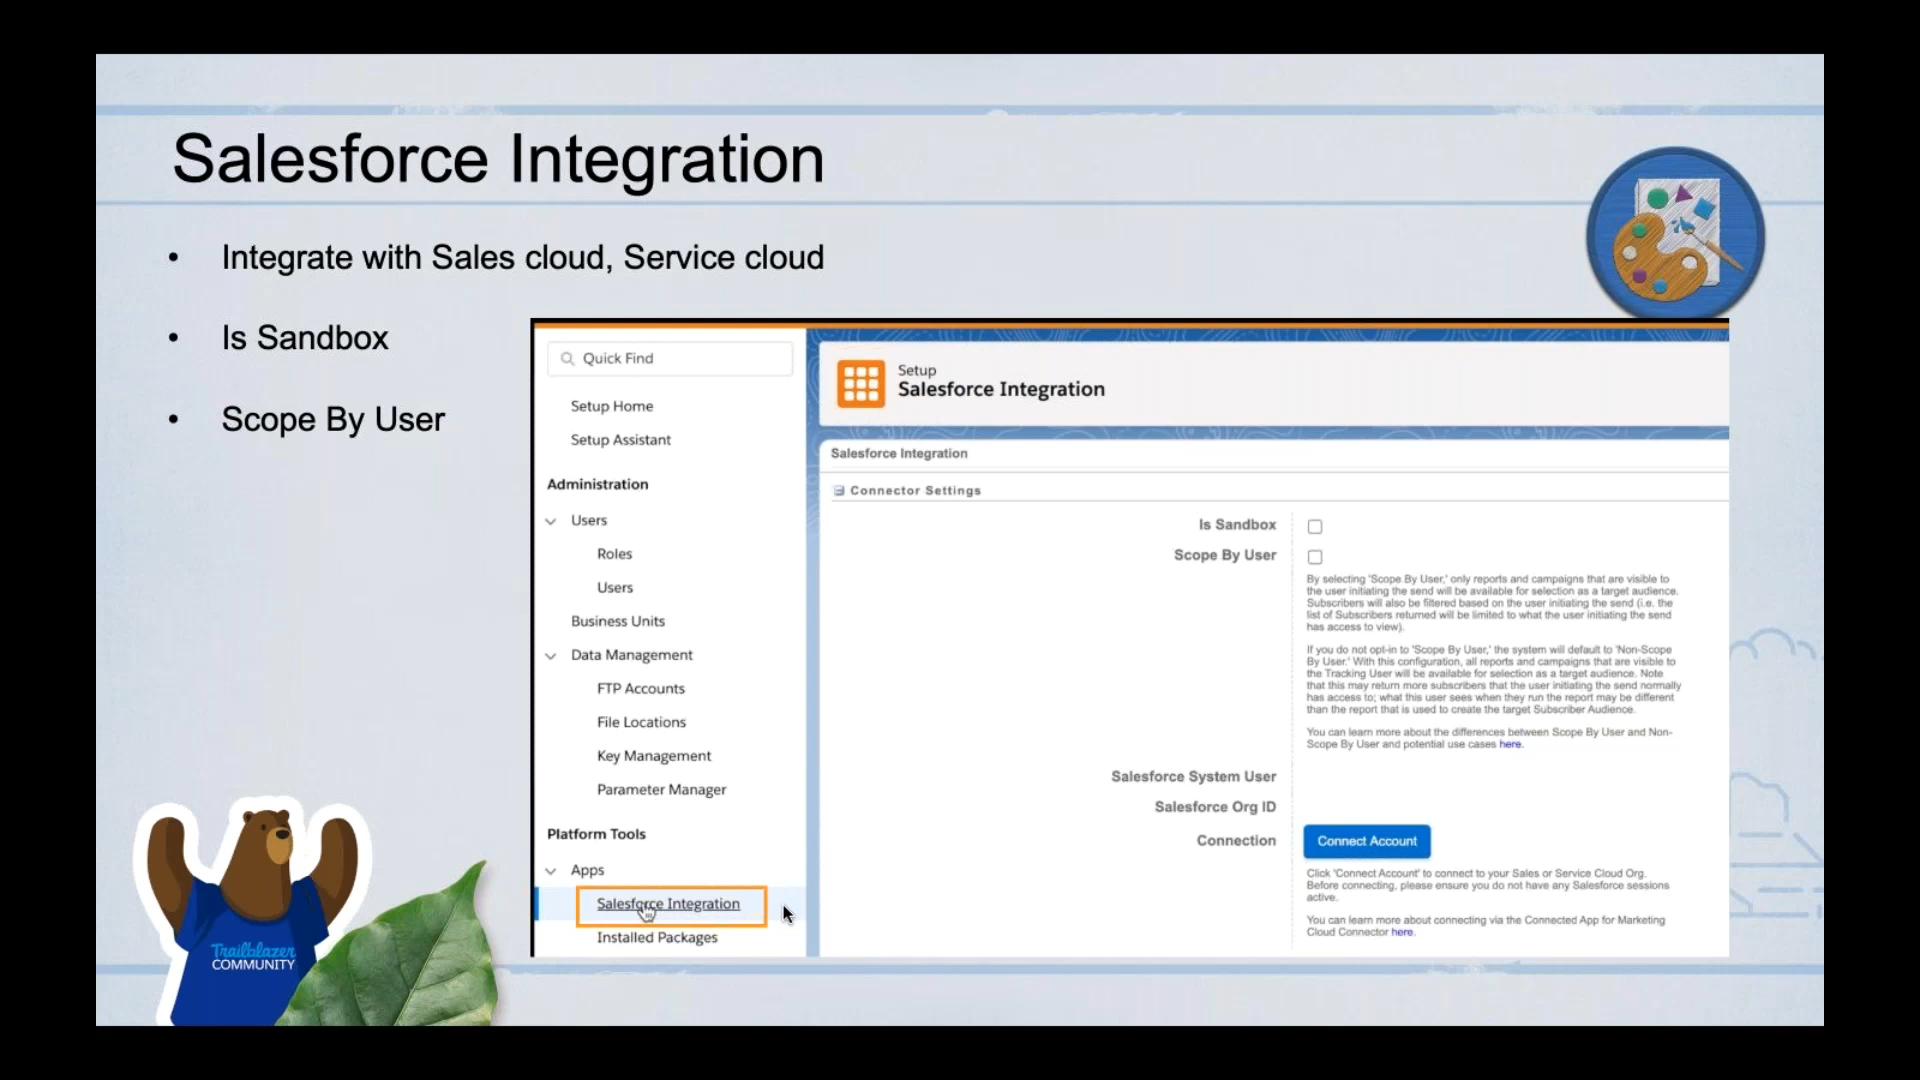 Salesforce Integration
• Integrate with Sales cloud, Service cloud
• Is Sandbox
• Scope By User
Quick Find
Setup Home
Setup Assistant
Administration
Users
Roles
Users
Business Units
Data Management
FTP Accounts
File Locations
Key Management
Parameter Manager
Platform Tools
Apps
Salesforce Integration
Installed Packages
Setup
Salesforce Integration
Salesforce Integration
Connector Settings
Is Sandbox
Scope By User
By selecting 'Scope By User,' only reports and campaigns that are visible to
the user initiating the send will be available for selection as a target audience.
Subscribers will also be filtered based on the user initiating the send (i.e. the
list of Subscribers returned will be limited to what the user initiating the send
has access to view).
If you do not opt-in to 'Scope By User,' the system will default to 'Non-Scope
By User.' With this configuration, all reports and campaigns that are visible to
the Tracking User will be available for selection as a target audience. Note
that this may return more subscribers that the user initiating the send normally
has access to; what this user sees when they run the report may be different
than the report that is used to create the target Subscriber Audience.
You can learn more about the differences between Scope By User and Non-
Scope By User and potential use cases here.
Salesforce System User
Salesforce Org ID
Connection
Connect Account
Click 'Connect Account' to connect to your Sales or Service Cloud Org.
Before connecting, please ensure you do not have any Salesforce sessions
active.
You can learn more about connecting via the Connected App for Marketing
Cloud Connector here.
Trailblazer
COMMUNITY